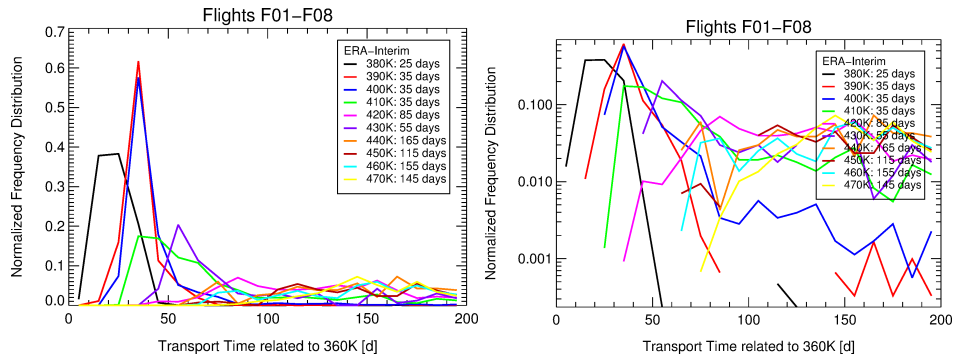 Flights F01−F08
Normalized Frequency Distribution
0.7
0.6
0.5
0.4
0.3
0.2
0.1
0.0
ERA−Interim
380K: 25 days
390K: 35 days
400K: 35 days
410K: 35 days
420K: 85 days
430K: 55 days
440K: 165 days
450K: 115 days
460K: 155 days
470K: 145 days
0 50 100 150 200
Transport Time related to 360K [d]
Flights F01−F08
Normalized Frequency Distribution
0.100
0.010
0.001
ERA−Interim
380K: 25 days
390K: 35 days
400K: 35 days
410K: 35 days
420K: 85 days
430K: 55 days
440K: 165 days
450K: 115 days
460K: 155 days
470K: 145 days
0 50 100 150 200
Transport Time related to 360K [d]